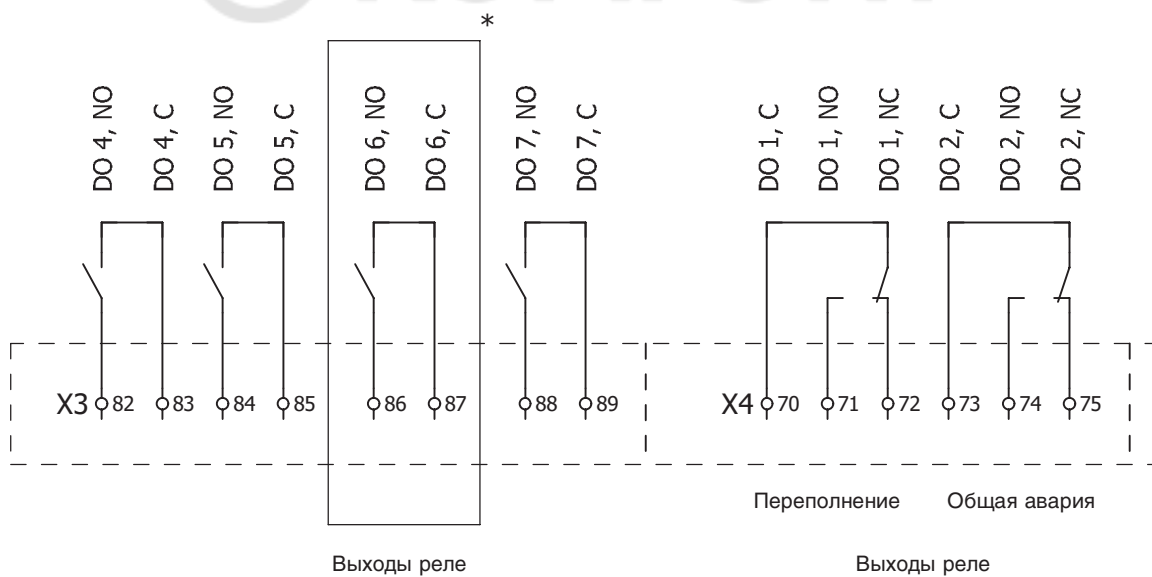 *
DO 4, NO
DO 4, C
DO 5, NO
DO 5, C
DO 6, NO
DO 6, C
DO 7, NO
DO 7, C
DO 1, C
DO 1, NO
DO 1, NC
DO 2, C
DO 2, NO
DO 2, NC
X3 82 83 84 85 86 87 88 89
X4 70 71 72 73 74 75
Переполнение Общая авария
Выходы реле Выходы реле